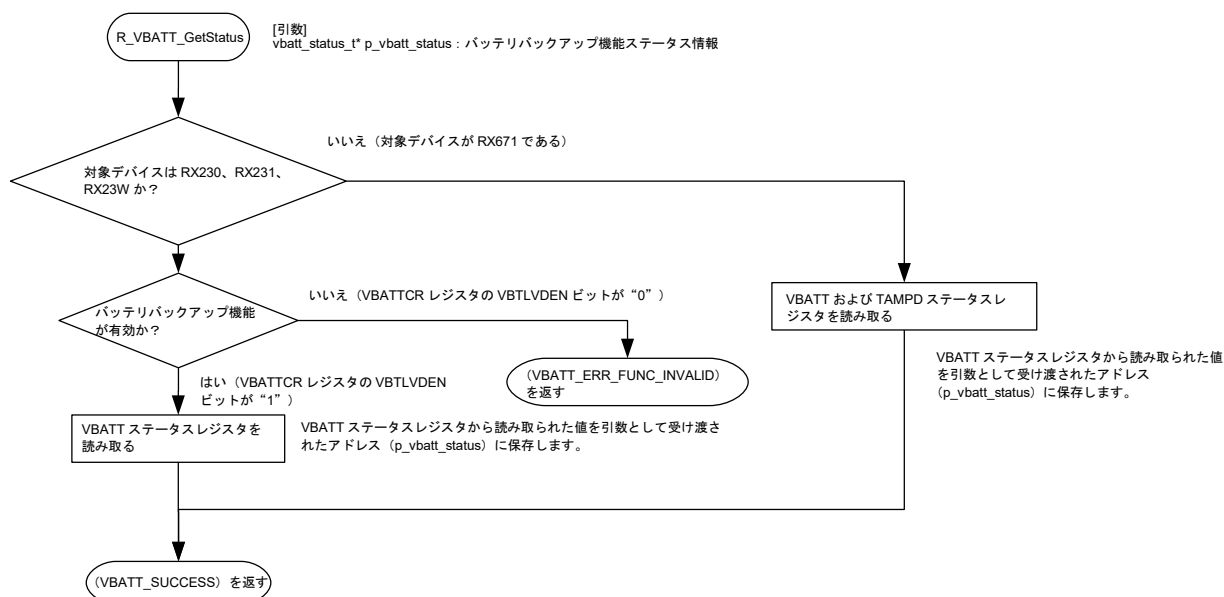 R_VBATT_GetStatus
[引数]
vbatt_status_t* p_vbatt_status：バッテリバックアップ機能ステータス情報
いいえ（対象デバイスが RX671 である）
対象デバイスは RX230、RX231、
RX23W か？
いいえ（VBATTCR レジスタの VBTLVDEN ビットが“0”）
バッテリバックアップ機能
が有効か？
VBATT および TAMPD ステータスレ
ジスタを読み取る
VBATT ステータスレジスタから読み取られた値
を引数として受け渡されたアドレス
（p_vbatt_status）に保存します。
（VBATT_ERR_FUNC_INVALID）
を返す
はい（VBATTCR レジスタの VBTLVDEN
ビットが“1”）
VBATT ステータスレジスタを
読み取る
VBATT ステータスレジスタから読み取られた値を引数として受け渡さ
れたアドレス（p_vbatt_status）に保存します。
（VBATT_SUCCESS）を返す